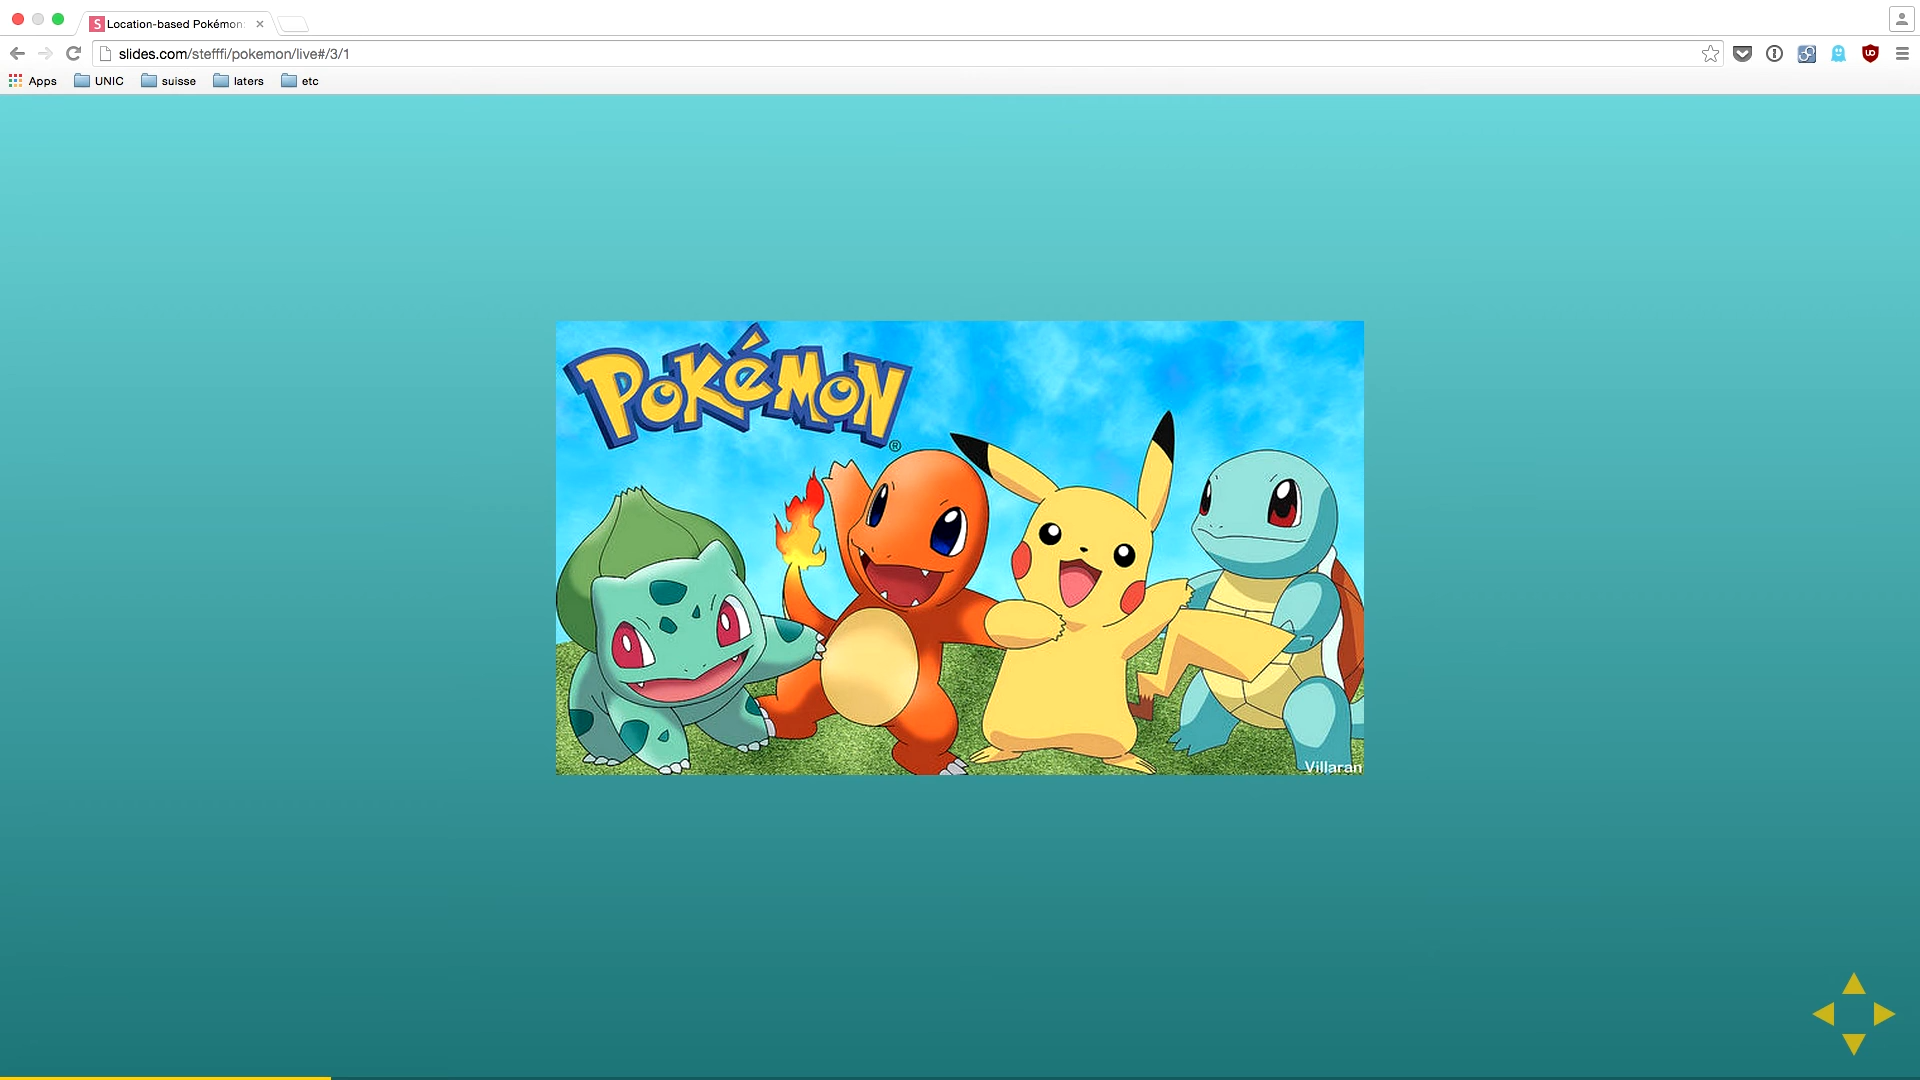 S Location-based Pokémon:
slides.com/stefffi/pokemon/live#/3/1
Apps UNIC suisse laters etc
POKéMON®
Villaran